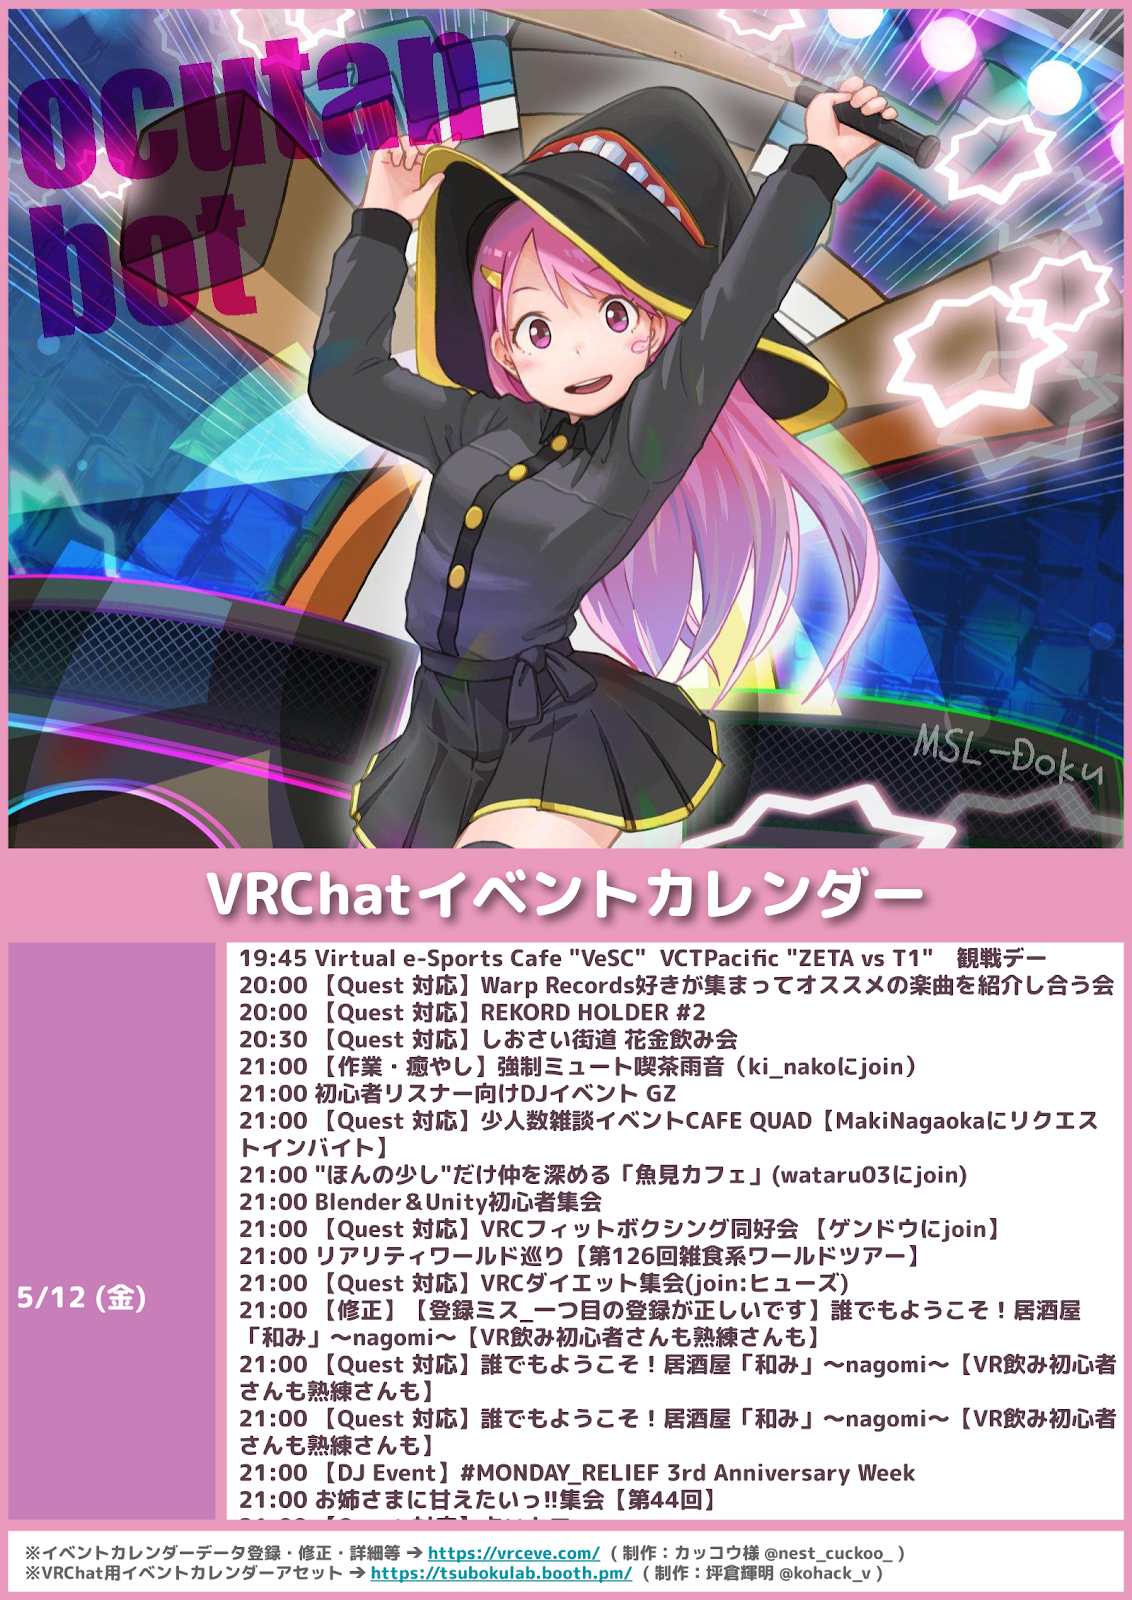 ocutan
bot
MSL-Doku
VRChatイベントカレンダー
5/12 (金)
19:45 Virtual e-Sports Cafe "VeSC"  VCTPacific "ZETA vs T1"　観戦デー
20:00 【Quest 対応】Warp Records好きが集まってオススメの楽曲を紹介し合う会
20:00 【Quest 対応】REKORD HOLDER #2
20:30 【Quest 対応】しおさい街道 花金飲み会
21:00 【作業・癒やし】強制ミュート喫茶雨音（ki_nakoにjoin）
21:00 初心者リスナー向けDJイベント GZ
21:00 【Quest 対応】少人数雑談イベントCAFE QUAD【MakiNagaokaにリクエス
トインバイト】
21:00 "ほんの少し"だけ仲を深める「魚見カフェ」(wataru03にjoin)
21:00 Blender＆Unity初心者集会
21:00 【Quest 対応】VRCフィットボクシング同好会 【ゲンドウにjoin】
21:00 リアリティワールド巡り【第126回雑食系ワールドツアー】
21:00 【Quest 対応】VRCダイエット集会(join:ヒューズ)
21:00 【修正】【登録ミス_一つ目の登録が正しいです】誰でもようこそ！居酒屋
「和み」～nagomi～【VR飲み初心者さんも熟練さんも】
21:00 【Quest 対応】誰でもようこそ！居酒屋「和み」～nagomi～【VR飲み初心者
さんも熟練さんも】
21:00 【Quest 対応】誰でもようこそ！居酒屋「和み」～nagomi～【VR飲み初心者
さんも熟練さんも】
21:00 【DJ Event】#MONDAY_RELIEF 3rd Anniversary Week
21:00 お姉さまに甘えたいっ!!集会【第44回】
※イベントカレンダーデータ登録・修正・詳細等 ➔ https://vrceve.com/ （ 制作：カッコウ様 @nest_cuckoo_ ）
※VRChat用イベントカレンダーアセット ➔ https://tsubokulab.booth.pm/ （ 制作：坪倉輝明 @kohack_v ）